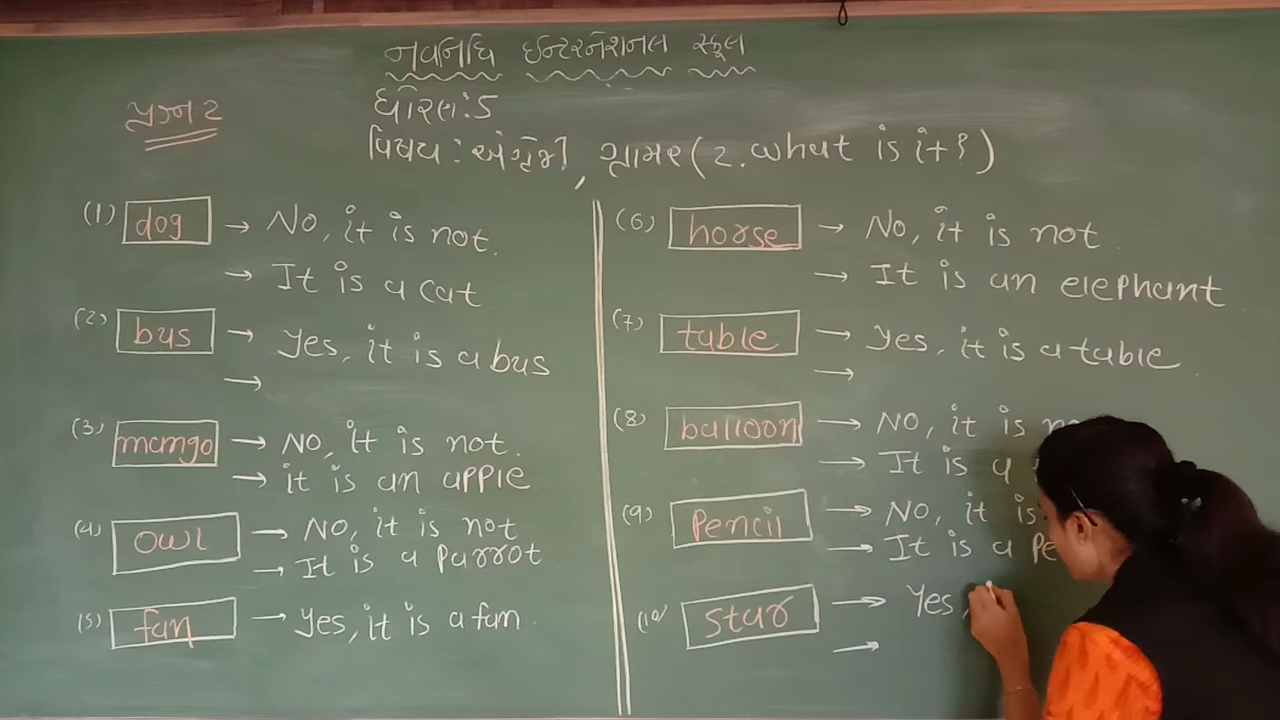 નવનિધિ ઇન્ટરનેશનલ સ્કૂલ
ધોરણ: 5
પ્રશ્ન 2
વિષય : અંગ્રેજી, ગ્રામર ( 2. what is it? )
(1) dog → No, it is not.
→ It is a cat
(2) bus → Yes, it is a bus
→
(3) mango → No, it is not.
→ it is an apple
(4) owl → No, it is not
→ It is a parrot
(5) fan → Yes, it is a fan.
(6) horse → No, it is not.
→ It is an elephant
(7) table → Yes, it is a table.
→
(8) balloon → No, it is
→ It is a
(9) Pencil → No, it is
→ It is a
(10) star → Yes,
→